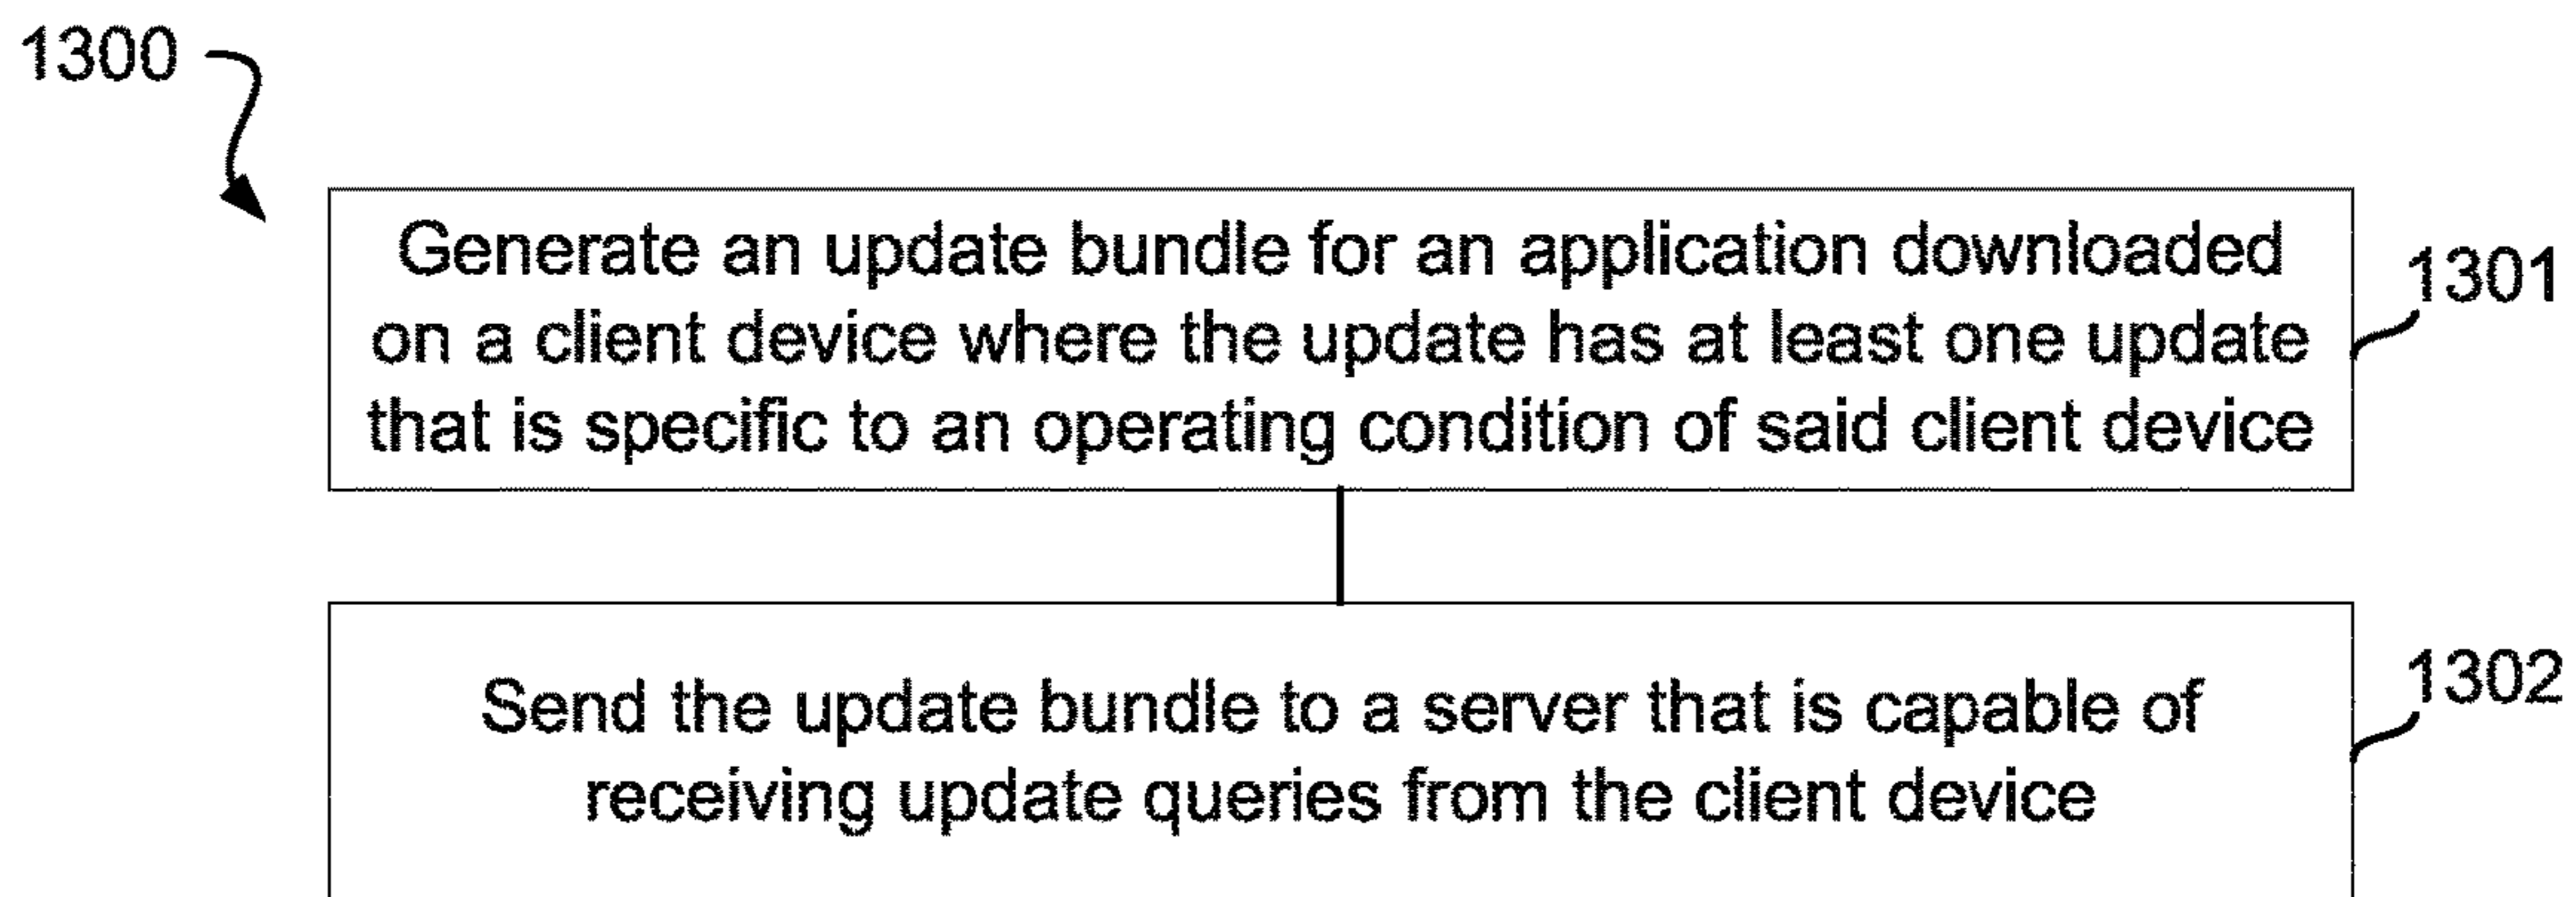 1300
Generate an update bundle for an application downloaded
on a client device where the update has at least one update
that is specific to an operating condition of said client device
1301
Send the update bundle to a server that is capable of
receiving update queries from the client device
1302